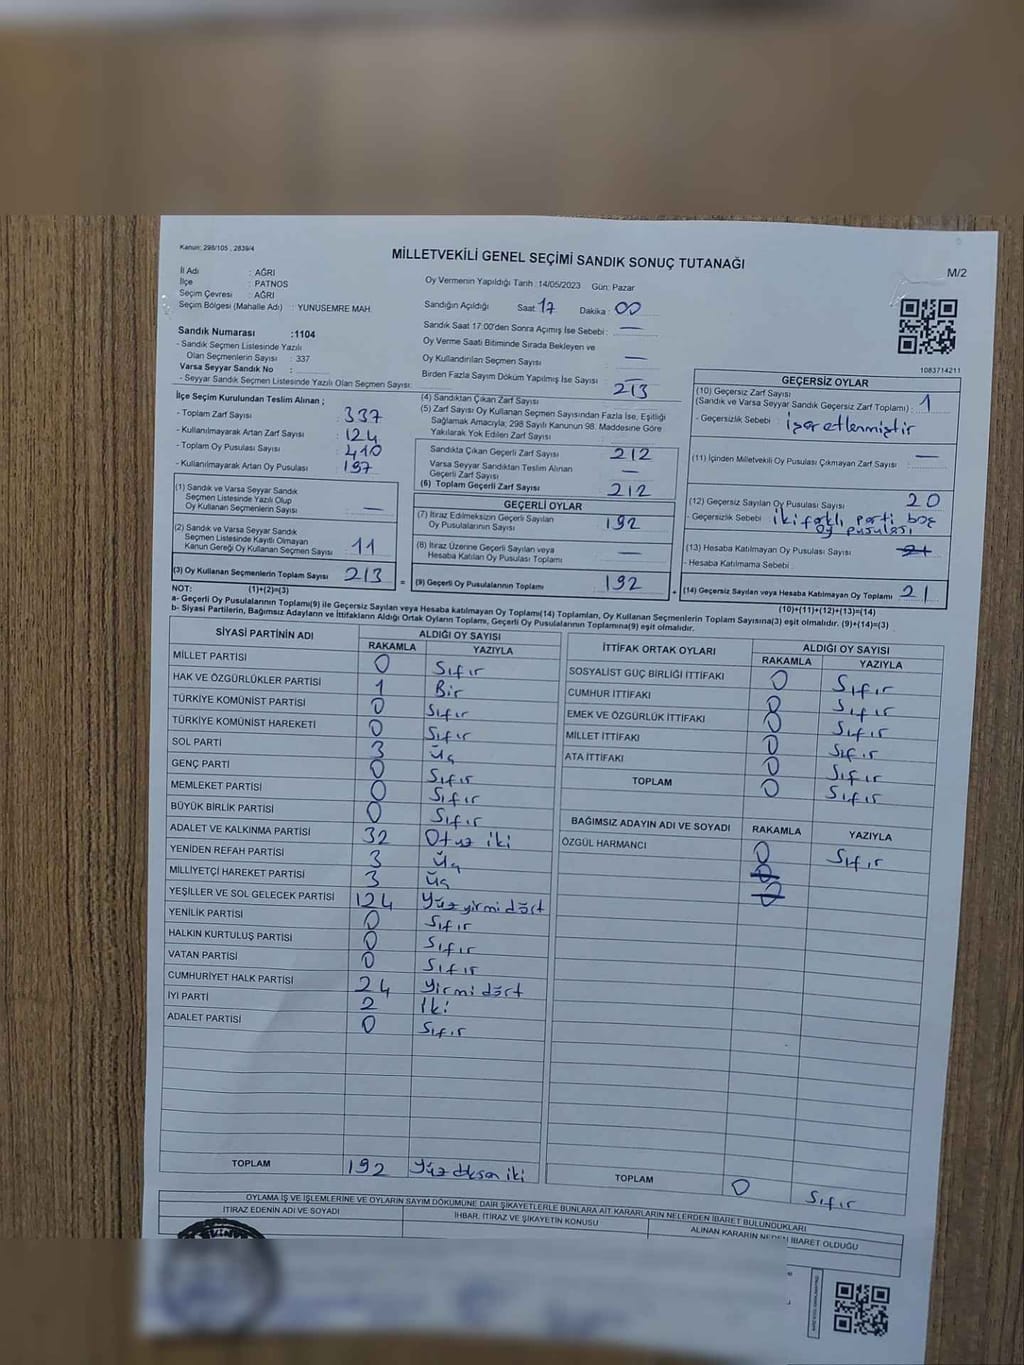 Kanun: 298/105 , 2839/4
MİLLETVEKİLİ GENEL SEÇİMİ SANDIK SONUÇ TUTANAĞI
M/2
İl Adı : AĞRI
İlçe : PATNOS
Seçim Çevresi : AĞRI
Seçim Bölgesi (Mahalle Adı) : YUNUSEMRE MAH.
Sandık Numarası :1104
- Sandık Seçmen Listesinde Yazılı
Olan Seçmenlerin Sayısı : 337
Varsa Seyyar Sandık No :
- Seyyar Sandık Seçmen Listesinde Yazılı Olan Seçmen Sayısı:
Oy Vermenin Yapıldığı Tarih :14/05/2023 Gün: Pazar
Sandığın Açıldığı Saat 17 Dakika : 00
Sandık Saat 17:00'den Sonra Açılmış İse Sebebi : —
Oy Verme Saati Bitiminde Sırada Bekleyen ve
Oy Kullandırılan Seçmen Sayısı —
Birden Fazla Sayım Döküm Yapılmış İse Sayısı —
1083714211
İlçe Seçim Kurulundan Teslim Alınan ;
- Toplam Zarf Sayısı : 337
- Kullanılmayarak Artan Zarf Sayısı : 124
- Toplam Oy Pusulası Sayısı : 410
- Kullanılmayarak Artan Oy Pusulası : 197
(1) Sandık ve Varsa Seyyar Sandık
Seçmen Listesinde Yazılı Olup
Oy Kullanan Seçmenlerin Sayısı —
(2) Sandık ve Varsa Seyyar Sandık
Seçmen Listesinde Kayıtlı Olmayan
Kanun Gereği Oy Kullanan Seçmen Sayısı 11
(3) Oy Kullanan Seçmenlerin Toplam Sayısı 213
(1)+(2)=(3)
(4) Sandıktan Çıkan Zarf Sayısı 213
(5) Zarf Sayısı Oy Kullanan Seçmen Sayısından Fazla İse, Eşitliği
Sağlamak Amacıyla; 298 Sayılı Kanunun 98. Maddesine Göre
Yakılarak Yok Edilen Zarf Sayısı
Sandıkta Çıkan Geçerli Zarf Sayısı 212
Varsa Seyyar Sandıktan Teslim Alınan
Geçerli Zarf Sayısı —
(6) Toplam Geçerli Zarf Sayısı 212
GEÇERLİ OYLAR
(7) İtiraz Edilmeksizin Geçerli Sayılan
Oy Pusulalarının Sayısı 192
(8) İtiraz Üzerine Geçerli Sayılan veya
Hesaba Katılan Oy Pusulası Toplamı —
= (9) Geçerli Oy Pusulalarının Toplamı 192
GEÇERSİZ OYLAR
(10) Geçersiz Zarf Sayısı
(Sandık ve Varsa Seyyar Sandık Geçersiz Zarf Toplamı) : 1
- Geçersizlik Sebebi : işaretlenmiştir
(11) İçinden Milletvekili Oy Pusulası Çıkmayan Zarf Sayısı : —
(12) Geçersiz Sayılan Oy Pusulası Sayısı 20
- Geçersizlik Sebebi : iki farklı parti boş
oy pusulası
(13) Hesaba Katılmayan Oy Pusulası Sayısı 21
- Hesaba Katılmama Sebebi :
+ (14) Geçersiz Sayılan veya Hesaba Katılmayan Oy Toplamı 21
(10)+(11)+(12)+(13)=(14)
NOT:
a- Geçerli Oy Pusulalarının Toplamı(9) ile Geçersiz Sayılan veya Hesaba katılmayan Oy Toplamı(14) Toplamları, Oy Kullanan Seçmenlerin Toplam Sayısına(3) eşit olmalıdır. (9)+(14)=(3)
b- Siyasi Partilerin, Bağımsız Adayların ve İttifakların Aldığı Ortak Oyların Toplamı, Geçerli Oy Pusulalarının Toplamına(9) eşit olmalıdır.
SİYASİ PARTİNİN ADI ALDIĞI OY SAYISI
RAKAMLA YAZIYLA
MİLLET PARTİSİ 0 Sıfır
HAK VE ÖZGÜRLÜKLER PARTİSİ 1 Bir
TÜRKİYE KOMÜNİST PARTİSİ 0 Sıfır
TÜRKİYE KOMÜNİST HAREKETİ 0 Sıfır
SOL PARTİ 3 Üç
GENÇ PARTİ 0 Sıfır
MEMLEKET PARTİSİ 0 Sıfır
BÜYÜK BİRLİK PARTİSİ 0 Sıfır
ADALET VE KALKINMA PARTİSİ 32 Otuz iki
YENİDEN REFAH PARTİSİ 3 Üç
MİLLİYETÇİ HAREKET PARTİSİ 3 Üç
YEŞİLLER VE SOL GELECEK PARTİSİ 124 Yüz yirmi dört
YENİLİK PARTİSİ 0 Sıfır
HALKIN KURTULUŞ PARTİSİ 0 Sıfır
VATAN PARTİSİ 0 Sıfır
CUMHURİYET HALK PARTİSİ 24 Yirmi dört
İYİ PARTİ 2 İki
ADALET PARTİSİ 0 Sıfır
TOPLAM 192 Yüz doksan iki
İTTİFAK ORTAK OYLARI ALDIĞI OY SAYISI
RAKAMLA YAZIYLA
SOSYALİST GÜÇ BİRLİĞİ İTTİFAKI 0 Sıfır
CUMHUR İTTİFAKI 0 Sıfır
EMEK VE ÖZGÜRLÜK İTTİFAKI 0 Sıfır
MİLLET İTTİFAKI 0 Sıfır
ATA İTTİFAKI 0 Sıfır
TOPLAM 0 Sıfır
BAĞIMSIZ ADAYIN ADI VE SOYADI RAKAMLA YAZIYLA
ÖZGÜL HARMANCI 0 Sıfır
0
0
TOPLAM 0 Sıfır
OYLAMA İŞ VE İŞLEMLERİNE VE OYLARIN SAYIM DÖKÜMÜNE DAİR ŞİKAYETLERLE BUNLARA AİT KARARLARIN NELERDEN İBARET BULUNDUKLARI
İTİRAZ EDENİN ADI VE SOYADI İHBAR, İTİRAZ VE ŞİKAYETİN KONUSU ALINAN KARARIN NEDEN İBARET OLDUĞU